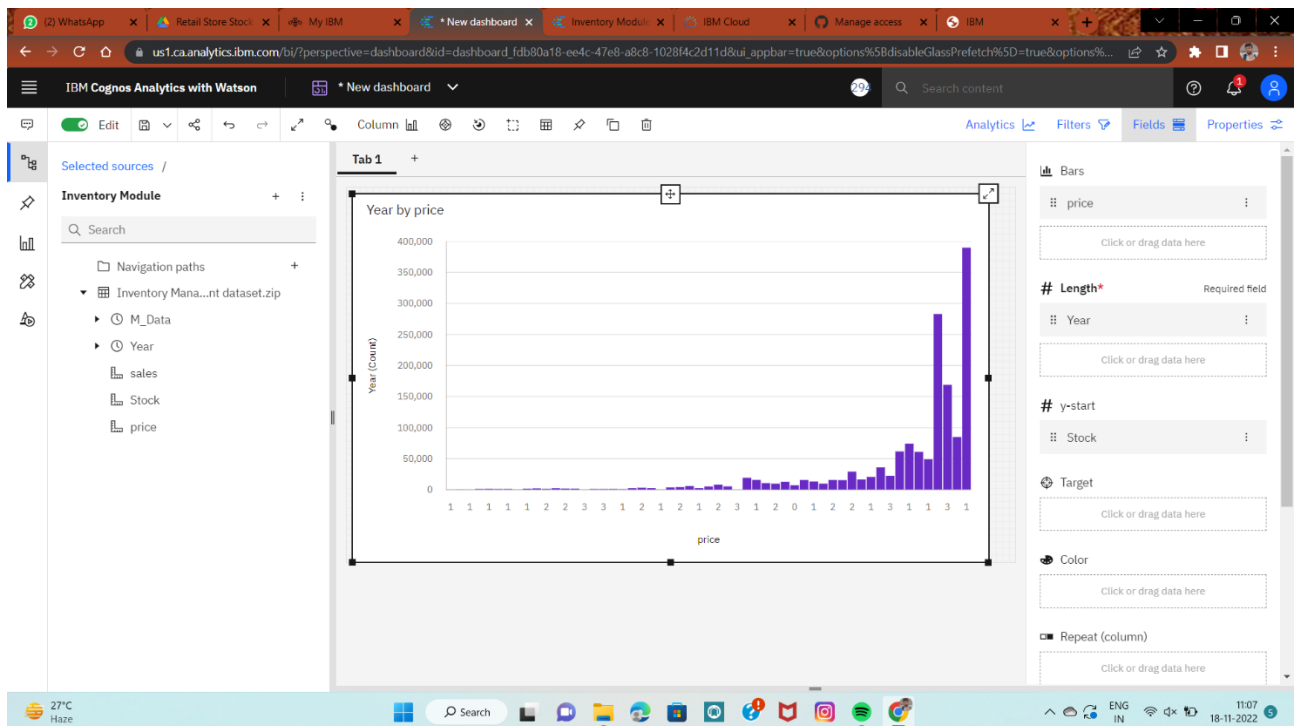 (2) WhatsApp
Retail Store Stock
My IBM
* New dashboard
Inventory Module
IBM Cloud
Manage access
IBM
us1.ca.analytics.ibm.com/bi/?perspective=dashboard&id=dashboard_fdb80a18-ee4c-47e8-a8c8-1028f4c2d11d&ui_appbar=true&options%5BdisableGlassPrefetch%5D=true&options%...
IBM Cognos Analytics with Watson
* New dashboard
294
Search content
1
Edit
Column
Analytics
Filters
Fields
Properties
Selected sources /
Inventory Module
Search
Navigation paths
Inventory Mana...nt dataset.zip
M_Data
Year
sales
Stock
price
Tab 1
Year by price
Year (Count)
400,000
350,000
300,000
250,000
200,000
150,000
100,000
50,000
0
1 1 1 1 1 2 2 3 3 1 2 1 2 1 2 3 1 2 0 1 2 2 1 3 1 1 3 1
price
Bars
price
Click or drag data here
# Length*
Required field
Year
Click or drag data here
# y-start
Stock
Target
Click or drag data here
Color
Click or drag data here
Repeat (column)
Click or drag data here
27°C
Haze
Search
ENG
IN
11:07
18-11-2022
5